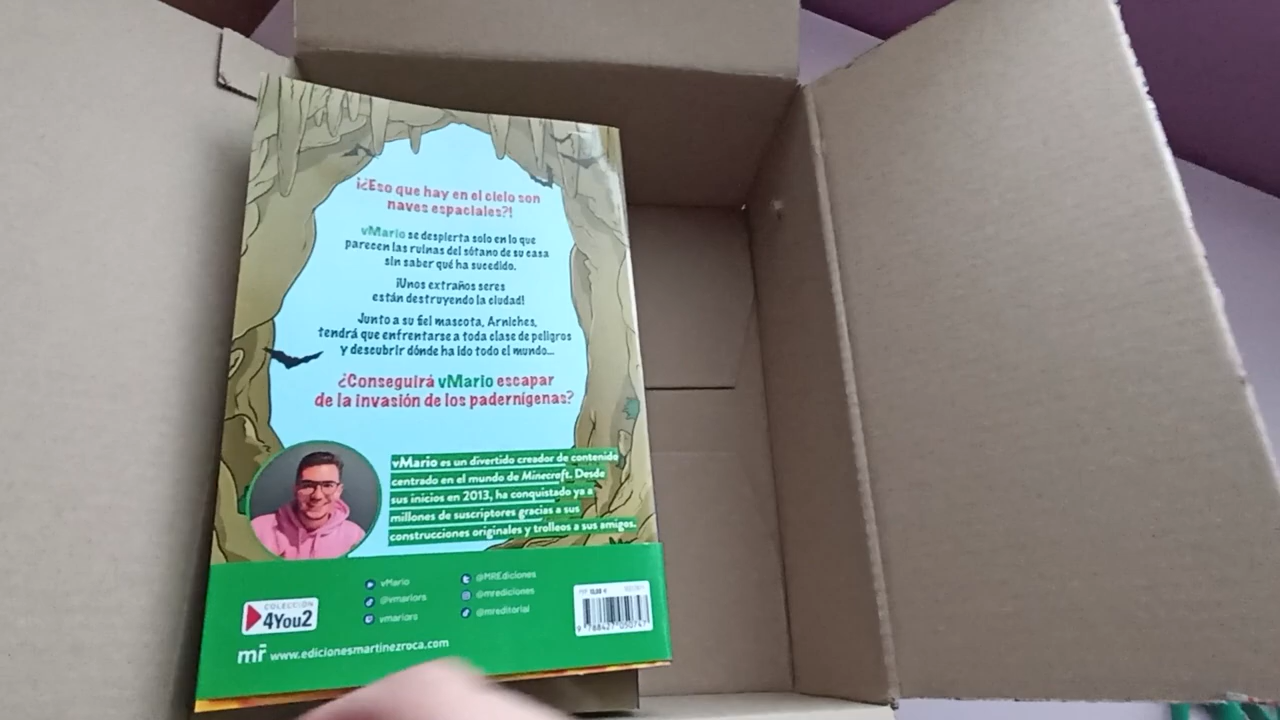 ¡¿Eso que hay en el cielo son
naves espaciales?!
vMario se despierta solo en lo que
parecen las ruinas del sótano de su casa
sin saber qué ha sucedido.
¡Unos extraños seres
están destruyendo la ciudad!
Junto a su fiel mascota, Arniches,
tendrá que enfrentarse a toda clase de peligros
y descubrir dónde ha ido todo el mundo...
¿Conseguirá vMario escapar
de la invasión de los padernígenas?
vMario es un divertido creador de contenido
centrado en el mundo de Minecraft. Desde
sus inicios en 2013, ha conquistado ya a
millones de suscriptores gracias a sus
construcciones originales y trolleos a sus amigos.
vMario
@vmariors
vmariors
@MREdiciones
@mrediciones
@mreditorial
COLECCIÓN
4You2
mr www.edicionesmartinezroca.com